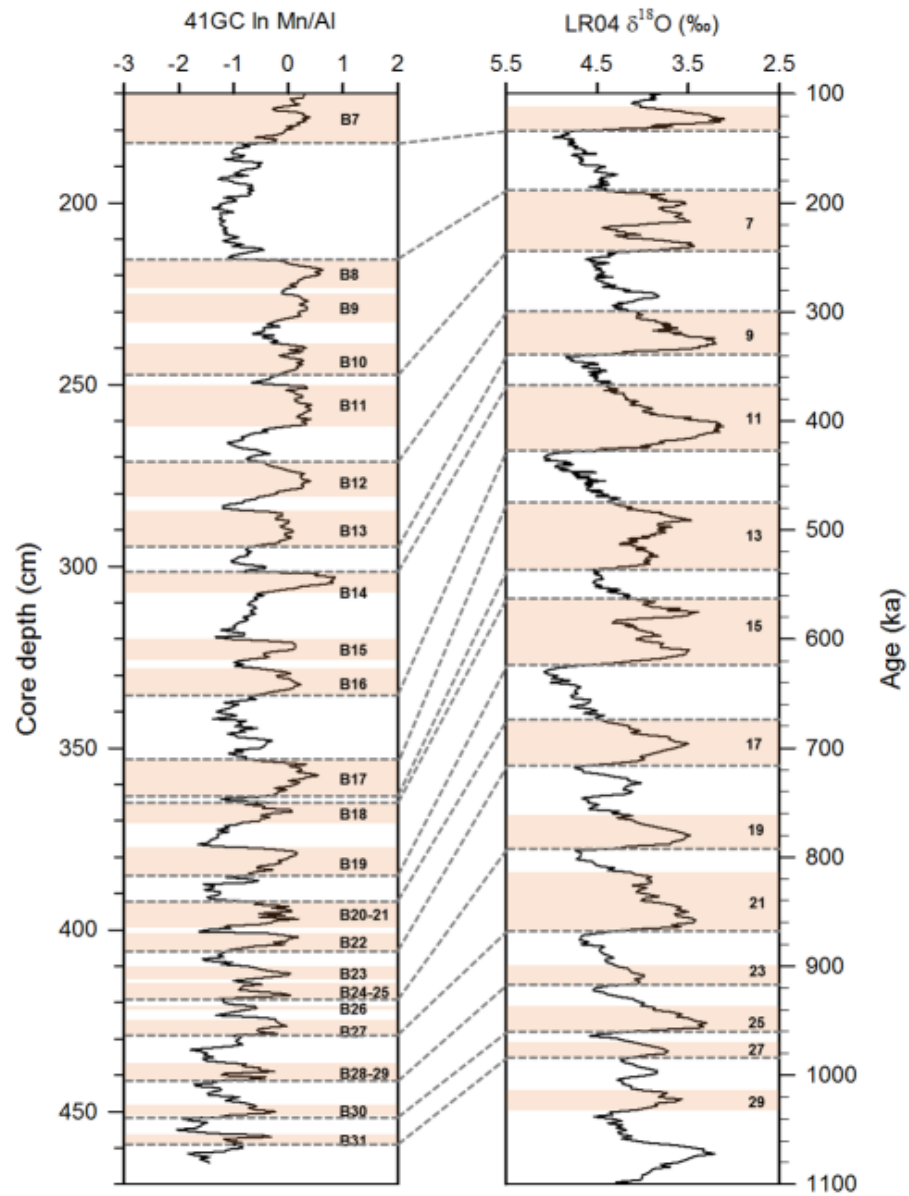 41GC ln Mn/Al
LR04 δ18O (‰)
-3 -2 -1 0 1 2
5.5 4.5 3.5 2.5
Core depth (cm)
200
250
300
350
400
450
B7
B8
B9
B10
B11
B12
B13
B14
B15
B16
B17
B18
B19
B20-21
B22
B23
B24-25
B26
B27
B28-29
B30
B31
7
9
11
13
15
17
19
21
23
25
27
29
100
200
300
400
500
600
700
800
900
1000
1100
Age (ka)